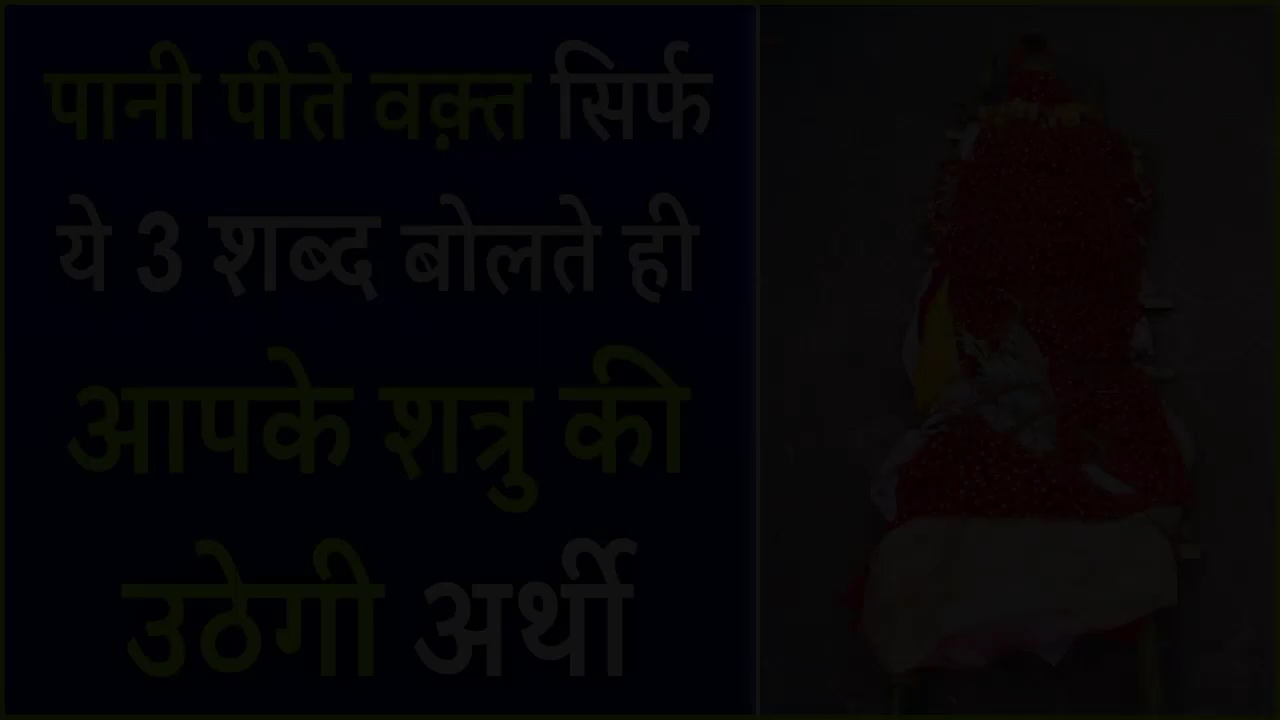 पानी पीते वक़्त सिर्फ
ये 3 शब्द बोलते ही
आपके शत्रु की
उठेगी अर्थी